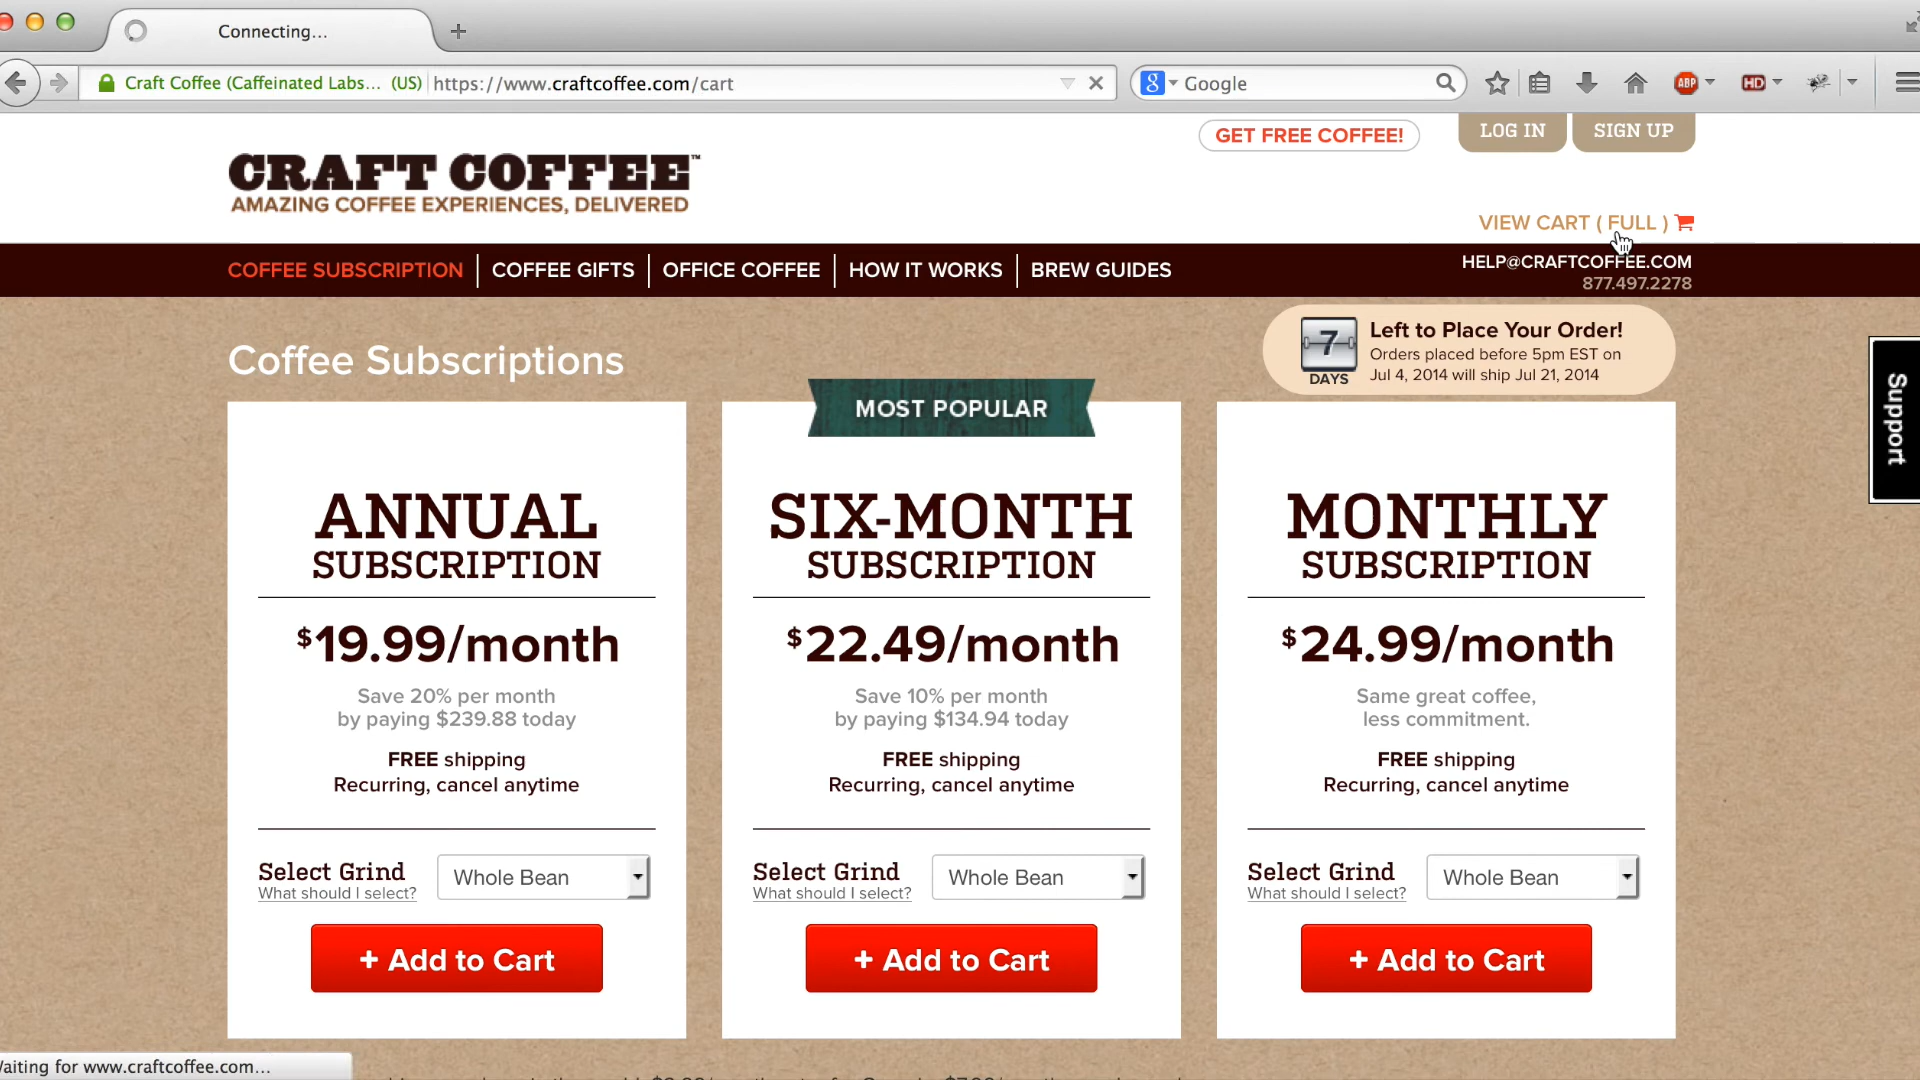 Connecting...
Craft Coffee (Caffeinated Labs... (US) https://www.craftcoffee.com/cart
Google
ABP
HD
GET FREE COFFEE!
LOG IN
SIGN UP
CRAFT COFFEE™
AMAZING COFFEE EXPERIENCES, DELIVERED
VIEW CART ( FULL )
COFFEE SUBSCRIPTION
COFFEE GIFTS
OFFICE COFFEE
HOW IT WORKS
BREW GUIDES
HELP@CRAFTCOFFEE.COM
877.497.2278
Coffee Subscriptions
7
DAYS
Left to Place Your Order!
Orders placed before 5pm EST on
Jul 4, 2014 will ship Jul 21, 2014
Support
MOST POPULAR
ANNUAL
SUBSCRIPTION
$19.99/month
Save 20% per month
by paying $239.88 today
FREE shipping
Recurring, cancel anytime
Select Grind
What should I select?
Whole Bean
+ Add to Cart
SIX-MONTH
SUBSCRIPTION
$22.49/month
Save 10% per month
by paying $134.94 today
FREE shipping
Recurring, cancel anytime
Select Grind
What should I select?
Whole Bean
+ Add to Cart
MONTHLY
SUBSCRIPTION
$24.99/month
Same great coffee,
less commitment.
FREE shipping
Recurring, cancel anytime
Select Grind
What should I select?
Whole Bean
+ Add to Cart
for www.craftcoffee.com...